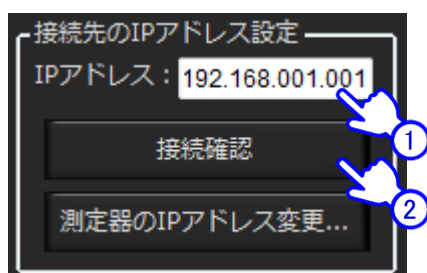 接続先のIPアドレス設定
IPアドレス：192.168.001.001
①
接続確認
②
測定器のIPアドレス変更...